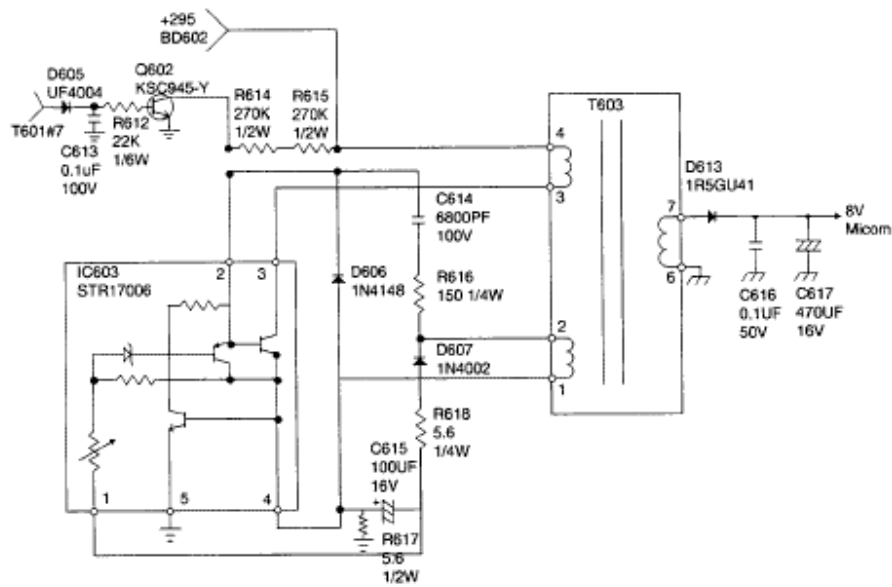 +295
BD602
D605
UF4004
Q602
KSC945-Y
T601#7
R612
22K
1/6W
C613
0.1uF
100V
R614
270K
1/2W
R615
270K
1/2W
T603
4
3
2
1
7
6
D613
1R5GU41
8V
Micom
C616
0.1UF
50V
C617
470UF
16V
C614
6800PF
100V
D606
1N4148
R616
150 1/4W
D607
1N4002
R618
5.6
1/4W
C615
100UF
16V
+
R617
5.6
1/2W
IC603
STR17006
2
3
1
5
4